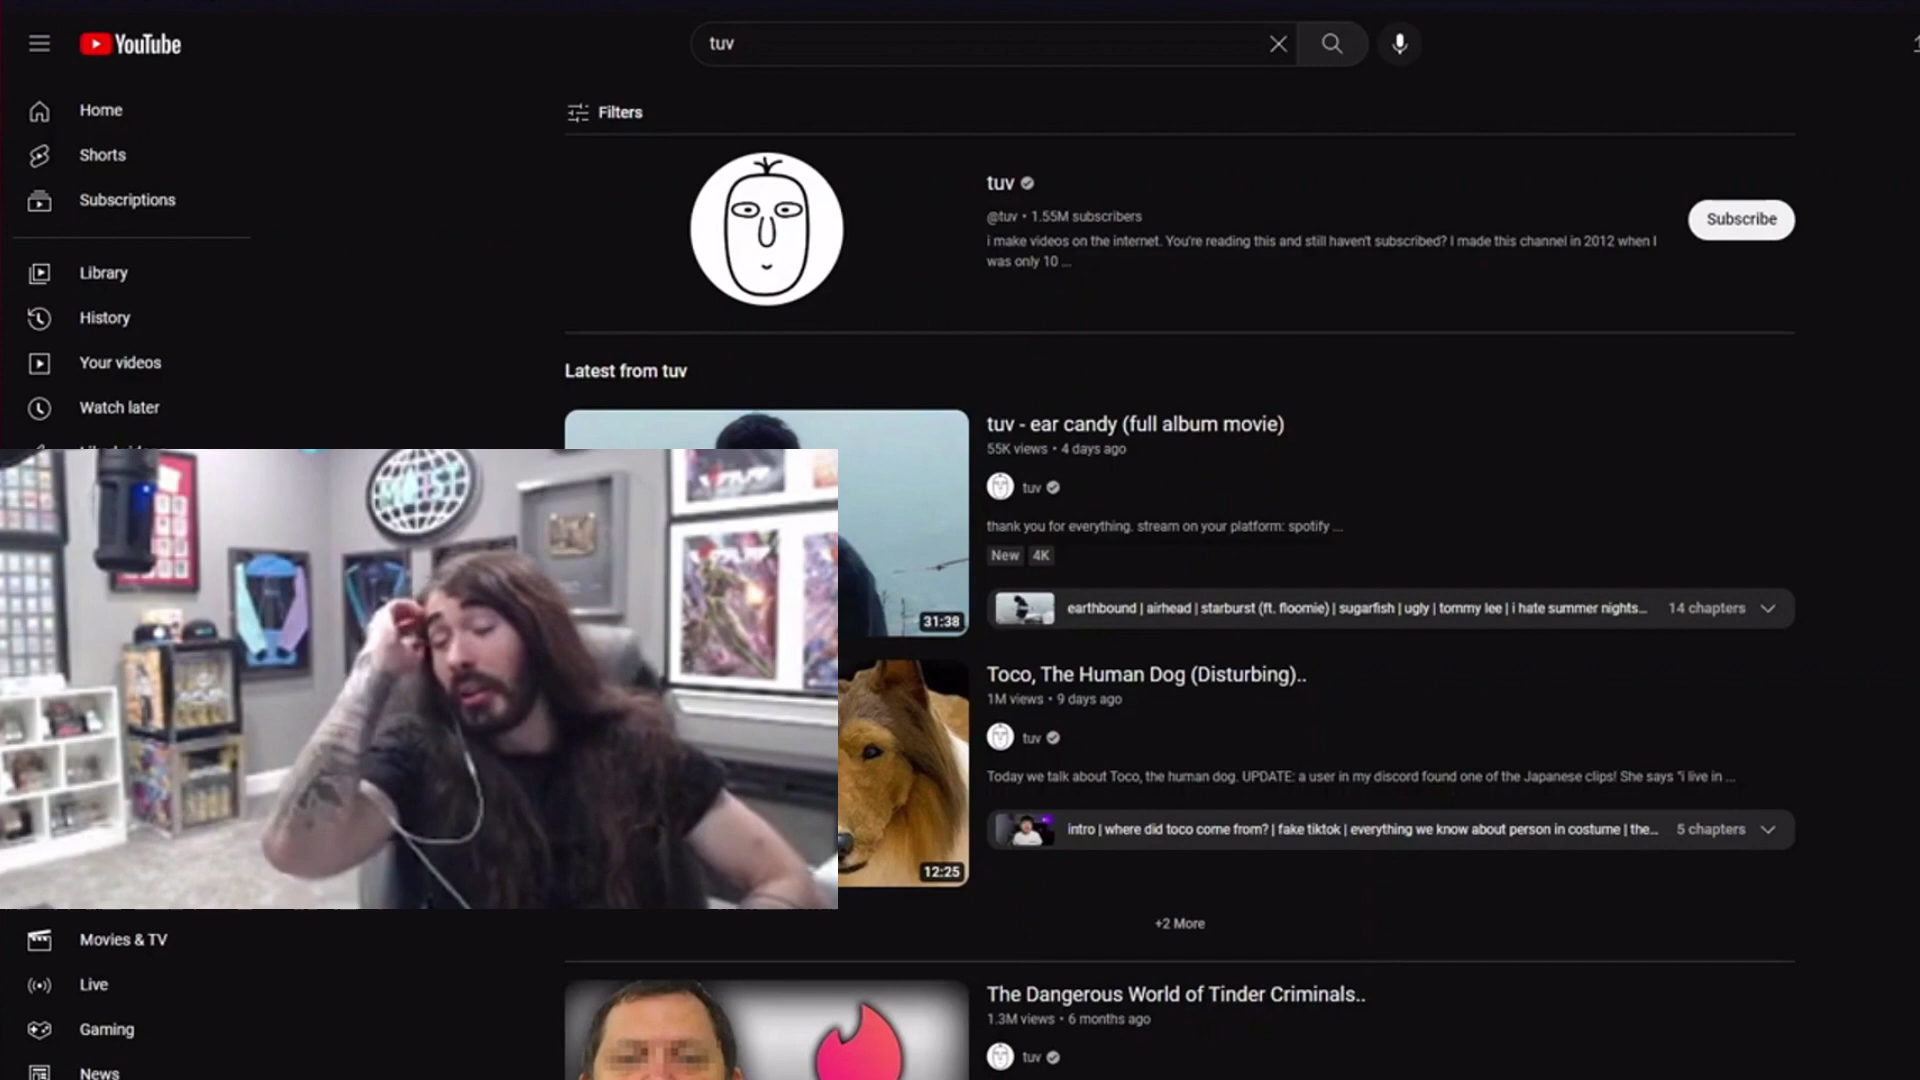 YouTube
tuv
Home
Shorts
Subscriptions
Library
History
Your videos
Watch later
Movies & TV
Live
Gaming
News
Filters
tuv
@tuv • 1.55M subscribers
i make videos on the internet. You're reading this and still haven't subscribed? I made this channel in 2012 when I
was only 10 ...
Subscribe
Latest from tuv
31:38
tuv - ear candy (full album movie)
55K views • 4 days ago
tuv
thank you for everything. stream on your platform: spotify ...
New 4K
earthbound | airhead | starburst (ft. floomie) | sugarfish | ugly | tommy lee | i hate summer nights... 14 chapters
12:25
Toco, The Human Dog (Disturbing)..
1M views • 9 days ago
tuv
Today we talk about Toco, the human dog. UPDATE: a user in my discord found one of the Japanese clips! She says "i live in ...
intro | where did toco come from? | fake tiktok | everything we know about person in costume | the... 5 chapters
+2 More
The Dangerous World of Tinder Criminals..
1.3M views • 6 months ago
tuv
MOIST